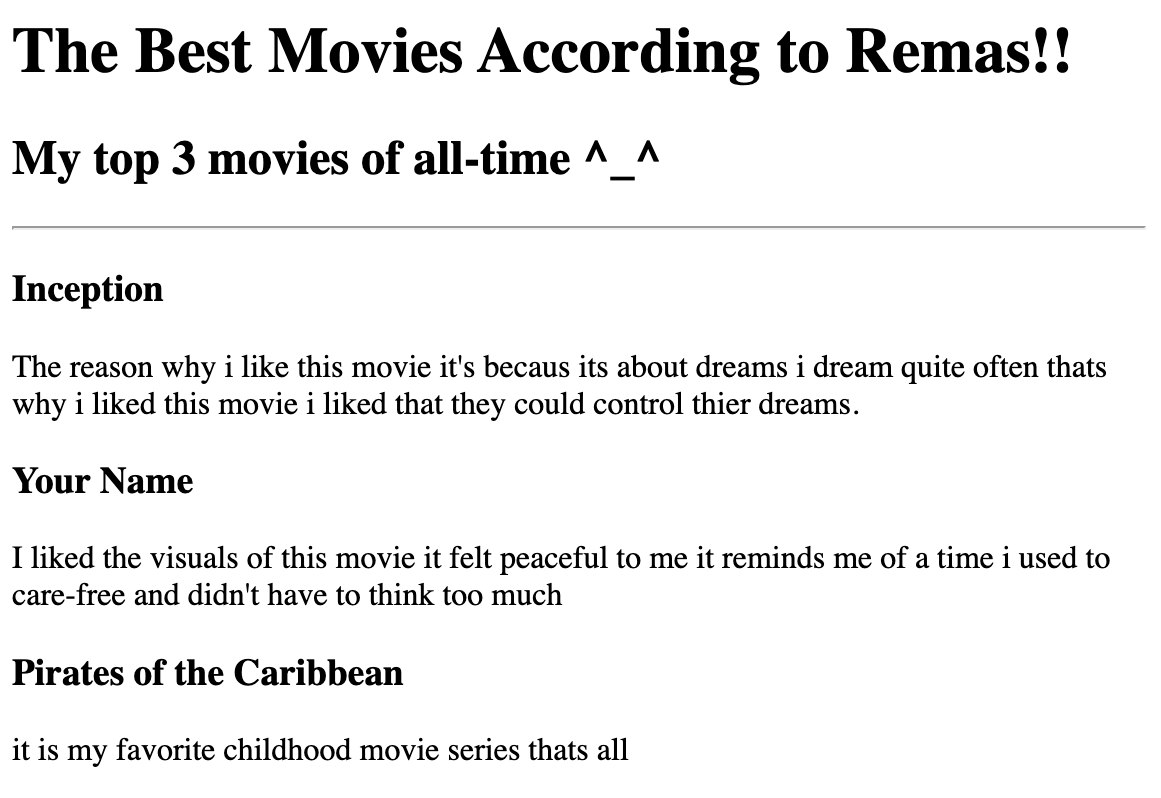 The Best Movies According to Remas!!
My top 3 movies of all-time ^_^
Inception
The reason why i like this movie it's becaus its about dreams i dream quite often thats
why i liked this movie i liked that they could control thier dreams.
Your Name
I liked the visuals of this movie it felt peaceful to me it reminds me of a time i used to
care-free and didn't have to think too much
Pirates of the Caribbean
it is my favorite childhood movie series thats all